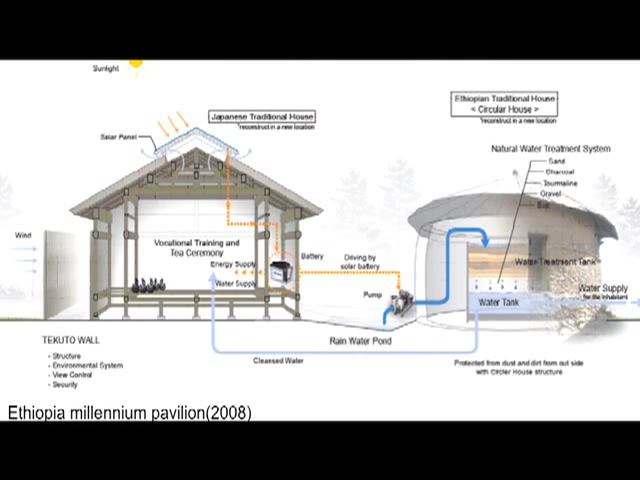 Sunlight
Ethiopian Traditional House
< Circular House >
*reconstruct in a new location
Japanese Traditional House
*reconstruct in a new location
Solar Panel
Natural Water Treatment System
Sand
Charcoal
Tourmaline
Gravel
Wind
Vocational Training and
Tea Ceremony
Battery
Energy Supply
Driving by
solar battery
Water Treatment Tank
Water Supply
Pump
Water Tank
Water Supply
for the inhabitant
TEKUTO WALL
Rain Water Pond
- Structure
- Environmental System
- View Control
- Security
Cleansed Water
Protected from dust and dirt from out side
with Circler House structure
Ethiopia millennium pavilion(2008)